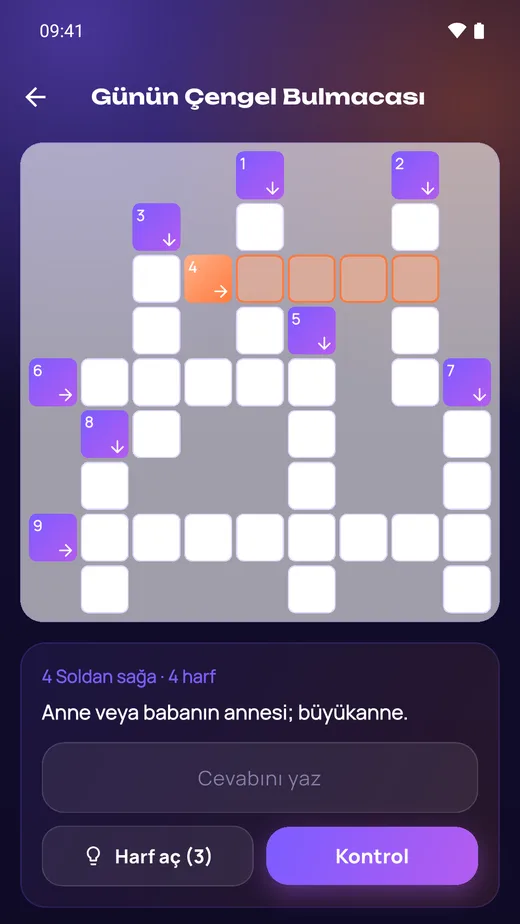 09:41
Günün Çengel Bulmacası
1
2
3
4
5
6
7
8
9
4 Soldan sağa · 4 harf
Anne veya babanın annesi; büyükanne.
Cevabını yaz
Harf aç (3)
Kontrol